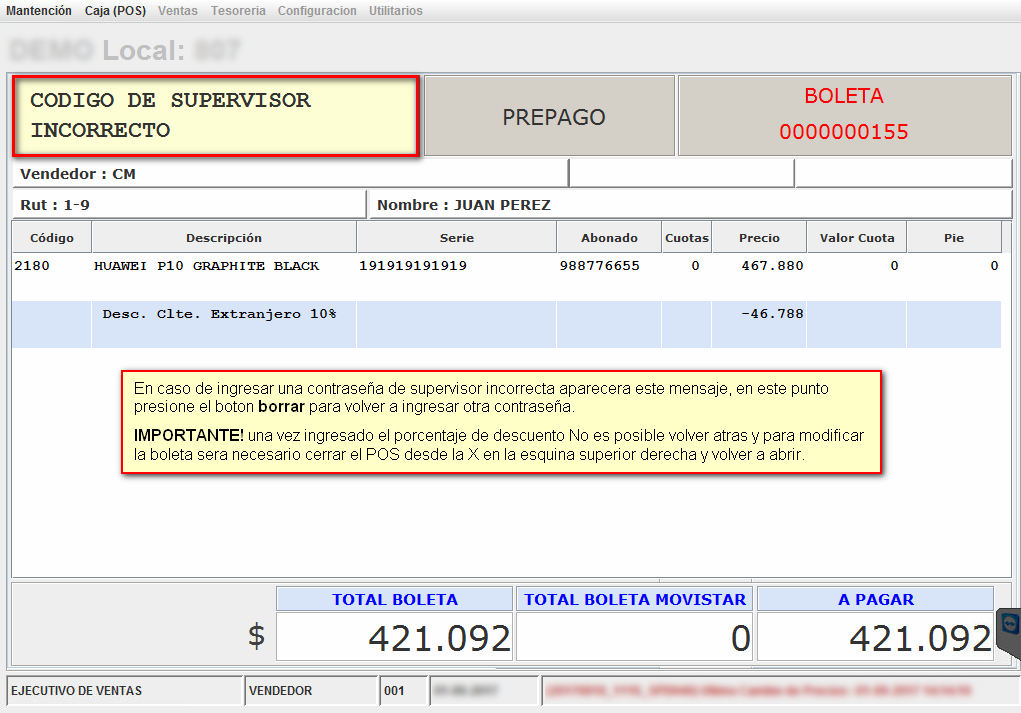 Mantención Caja (POS) Ventas Tesoreria Configuracion Utilitarios
DEMO Local: 807
CODIGO DE SUPERVISOR
INCORRECTO
PREPAGO
BOLETA
0000000155
Vendedor : CM
Rut : 1-9 Nombre : JUAN PEREZ
Código Descripción Serie Abonado Cuotas Precio Valor Cuota Pie
2180 HUAWEI P10 GRAPHITE BLACK 191919191919 988776655 0 467.880 0 0
Desc. Clte. Extranjero 10% -46.788
En caso de ingresar una contraseña de supervisor incorrecta aparecera este mensaje, en este punto
presione el boton borrar para volver a ingresar otra contraseña.
IMPORTANTE! una vez ingresado el porcentaje de descuento No es posible volver atras y para modificar
la boleta sera necesario cerrar el POS desde la X en la esquina superior derecha y volver a abrir.
TOTAL BOLETA TOTAL BOLETA MOVISTAR A PAGAR
$ 421.092 0 421.092
EJECUTIVO DE VENTAS VENDEDOR 001